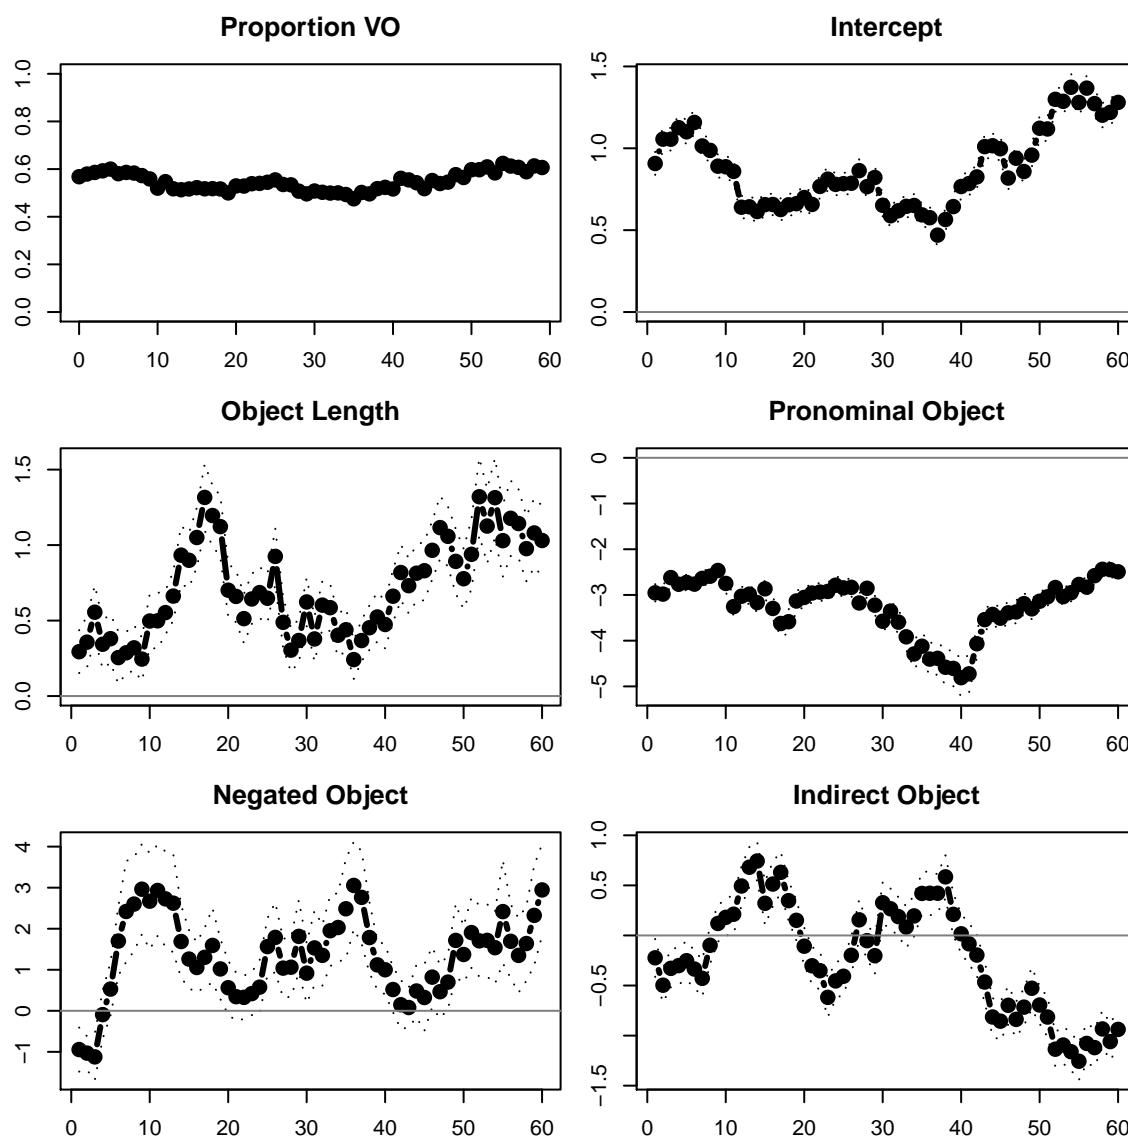 Proportion VO
1.0
0.8
0.6
0.4
0.2
0.0
0 10 20 30 40 50 60
Intercept
1.5
1.0
0.5
0.0
0 10 20 30 40 50 60
Object Length
1.5
1.0
0.5
0.0
0 10 20 30 40 50 60
Pronominal Object
0
−1
−2
−3
−4
−5
0 10 20 30 40 50 60
Negated Object
4
3
2
1
0
−1
0 10 20 30 40 50 60
Indirect Object
1.0
0.5
−0.5
−1.5
0 10 20 30 40 50 60